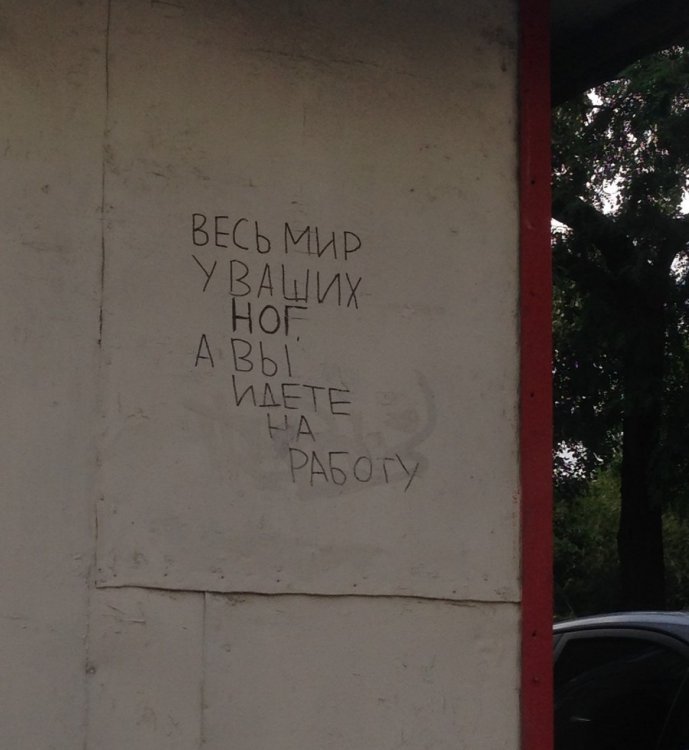 ВЕСЬ МИР
У ВАШИХ
НОГ,
А ВЫ
ИДЕТЕ
НА
РАБОТУ